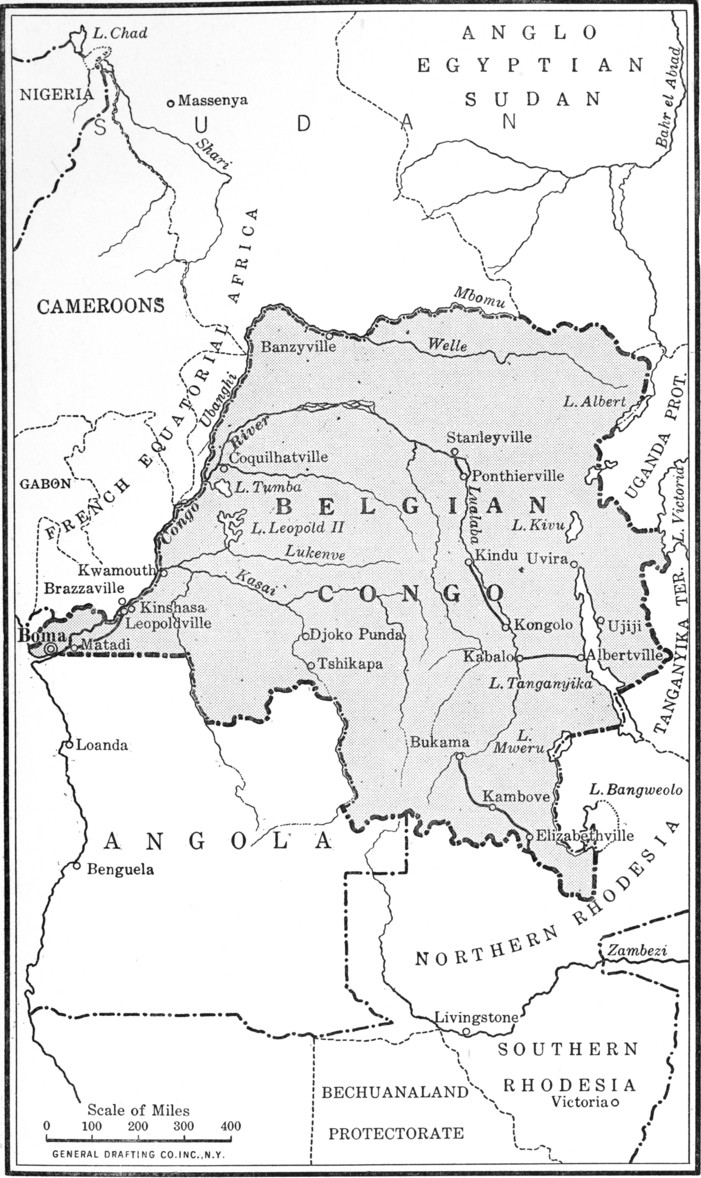 L. Chad
ANGLO
EGYPTIAN
SUDAN
NIGERIA
Massenya
Bahr el Abiad
SUDAN
Shari
CAMEROONS
FRENCH EQUATORIAL AFRICA
Mbomu
Banzyville
Welle
Ubanghi
L. Albert
UGANDA PROT.
River
Stanleyville
Coquilhatville
Ponthierville
GABON
L. Tumba
L. Victoria
BELGIAN
Congo
L. Leopold II
Lualaba
L. Kivu
Lukenve
Kwamouth
Kindu
Uvira
Kasai
Brazzaville
CONGO
Kinshasa
Leopoldville
Kongolo
Ujiji
Boma
Djoko Punda
Matadi
Kabalo
Albertville
Tshikapa
L. Tanganyika
TANGANYIKA TER.
Loanda
Bukama
L.
Mweru
L. Bangweolo
Kambove
ANGOLA
Elizabethville
Benguela
NORTHERN RHODESIA
Zambezi
Livingstone
SOUTHERN
RHODESIA
BECHUANALAND
Victoria
Scale of Miles
0 100 200 300 400
PROTECTORATE
GENERAL DRAFTING CO.INC.,N.Y.